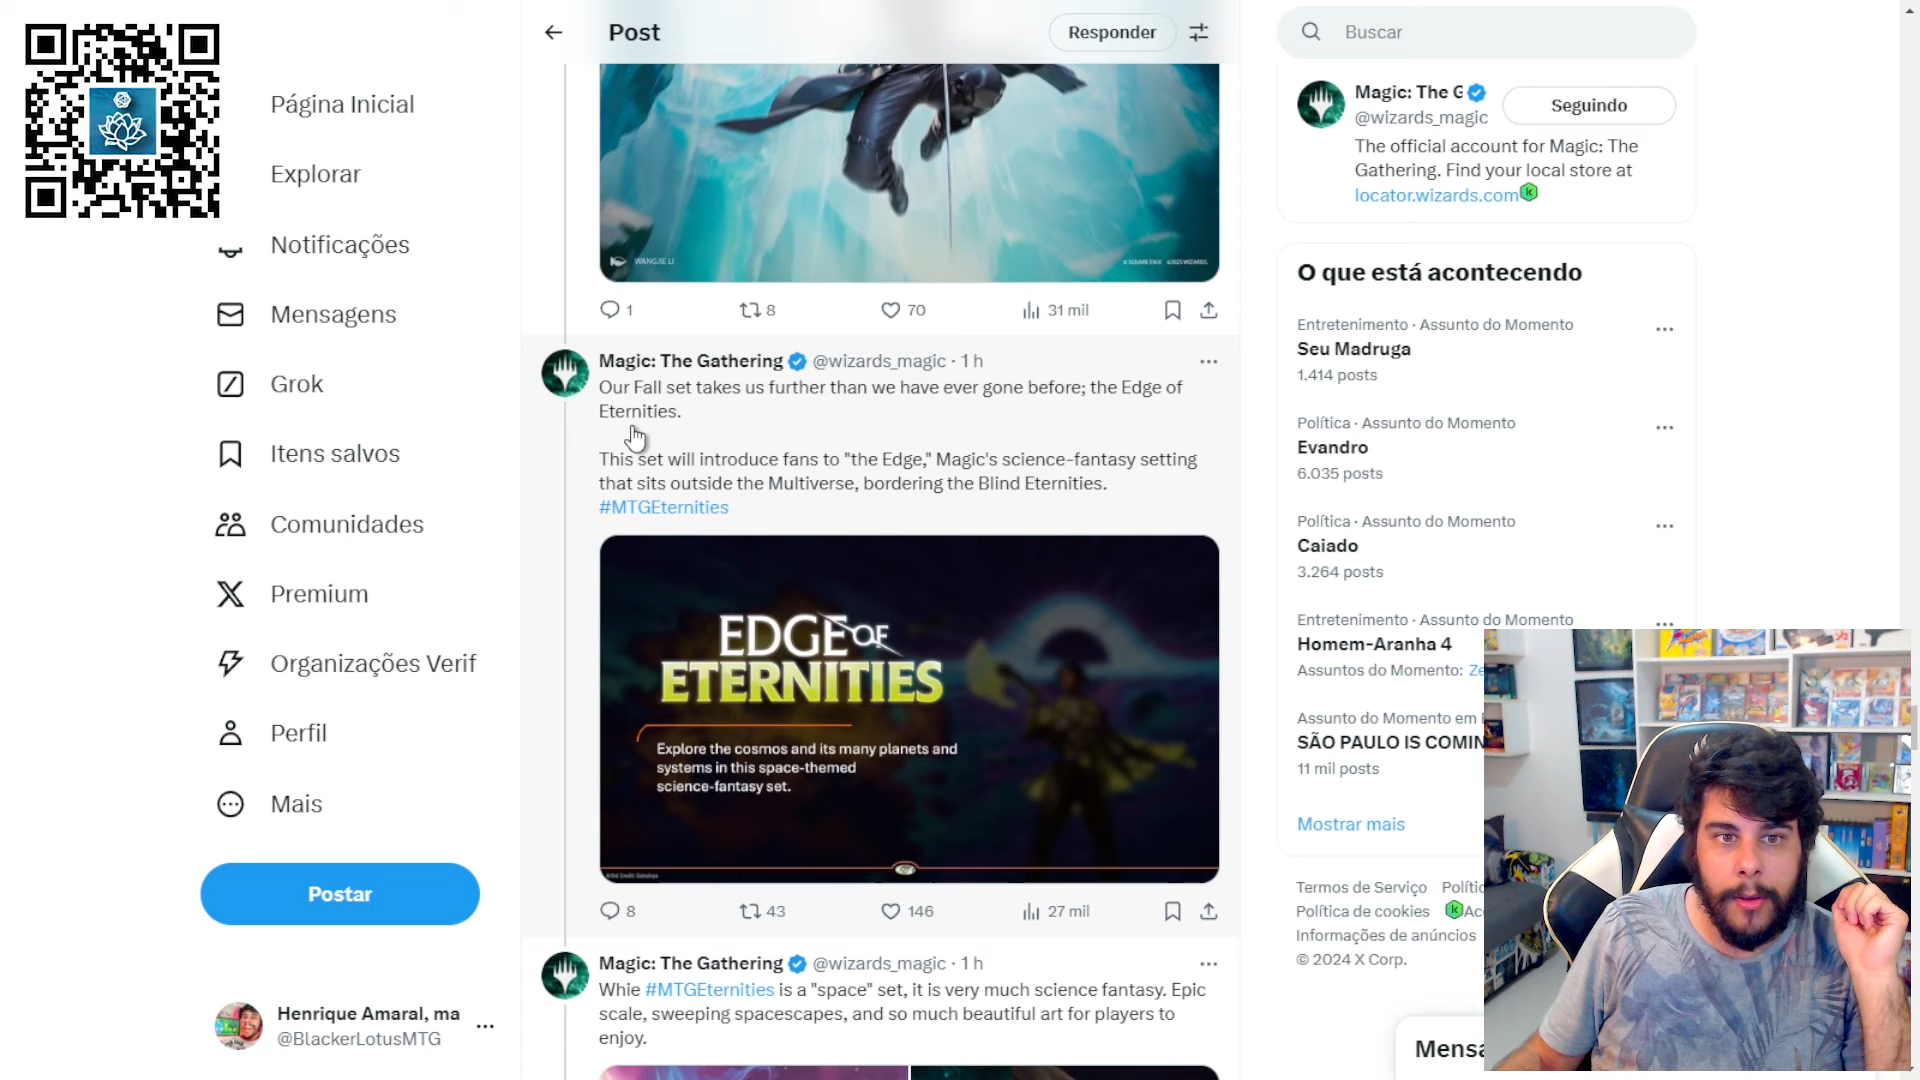 Post
Responder
Buscar
Página Inicial
Explorar
Notificações
Mensagens
Grok
Itens salvos
Comunidades
Premium
Organizações Verif
Perfil
Mais
Postar
Henrique Amaral, ma
@BlackerLotusMTG
WANGJIE LI
1
8
70
31 mil
Magic: The Gathering @wizards_magic · 1 h
Our Fall set takes us further than we have ever gone before; the Edge of
Eternities.
This set will introduce fans to "the Edge," Magic's science-fantasy setting
that sits outside the Multiverse, bordering the Blind Eternities.
#MTGEternities
EDGE OF
ETERNITIES
Explore the cosmos and its many planets and
systems in this space-themed
science-fantasy set.
8
43
146
27 mil
Magic: The Gathering @wizards_magic · 1 h
Whie #MTGEternities is a "space" set, it is very much science fantasy. Epic
scale, sweeping spacescapes, and so much beautiful art for players to
enjoy.
Magic: The G
@wizards_magic
Seguindo
The official account for Magic: The
Gathering. Find your local store at
locator.wizards.com
O que está acontecendo
Entretenimento · Assunto do Momento
Seu Madruga
1.414 posts
Política · Assunto do Momento
Evandro
6.035 posts
Política · Assunto do Momento
Caiado
3.264 posts
Entretenimento · Assunto do Momento
Homem-Aranha 4
Assuntos do Momento: Ze
Assunto do Momento em
SÃO PAULO IS COMIN
11 mil posts
Mostrar mais
Termos de Serviço Polític
Política de cookies Ac
Informações de anúncios
© 2024 X Corp.
Mensa